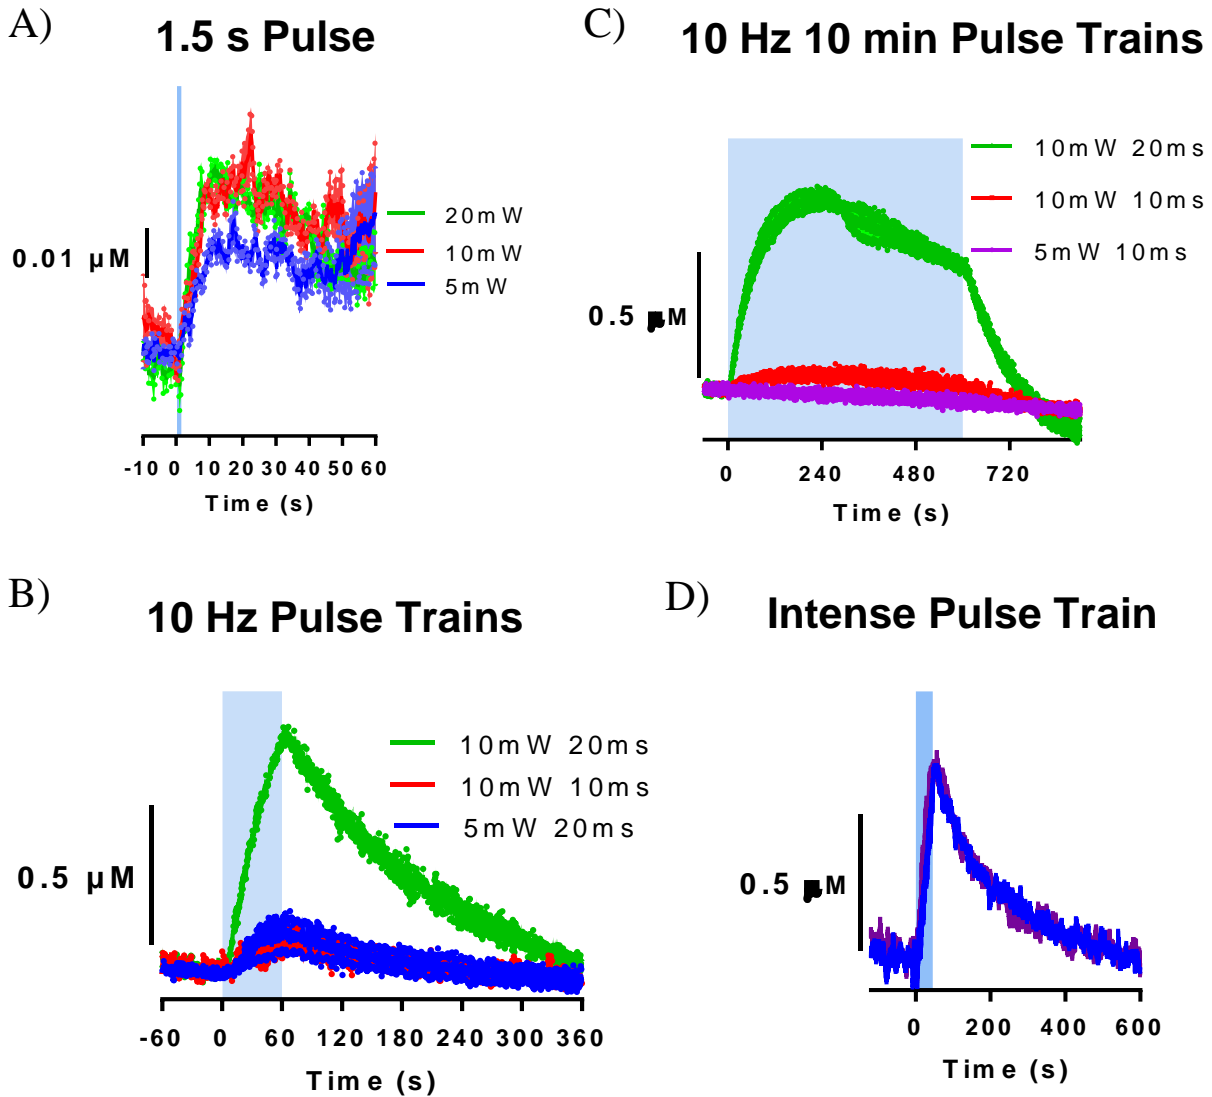 A)
1.5 s Pulse
20mW
10mW
5mW
0.01 µM
-10 0 10 20 30 40 50 60
Time (s)
B)
10 Hz Pulse Trains
10mW 20ms
10mW 10ms
5mW 20ms
0.5 µM
-60 0 60 120 180 240 300 360
Time (s)
C)
10 Hz 10 min Pulse Trains
10mW 20ms
10mW 10ms
5mW 10ms
0.5 µM
0 240 480 720
Time (s)
D)
Intense Pulse Train
0.5 µM
0 200 400 600
Time (s)